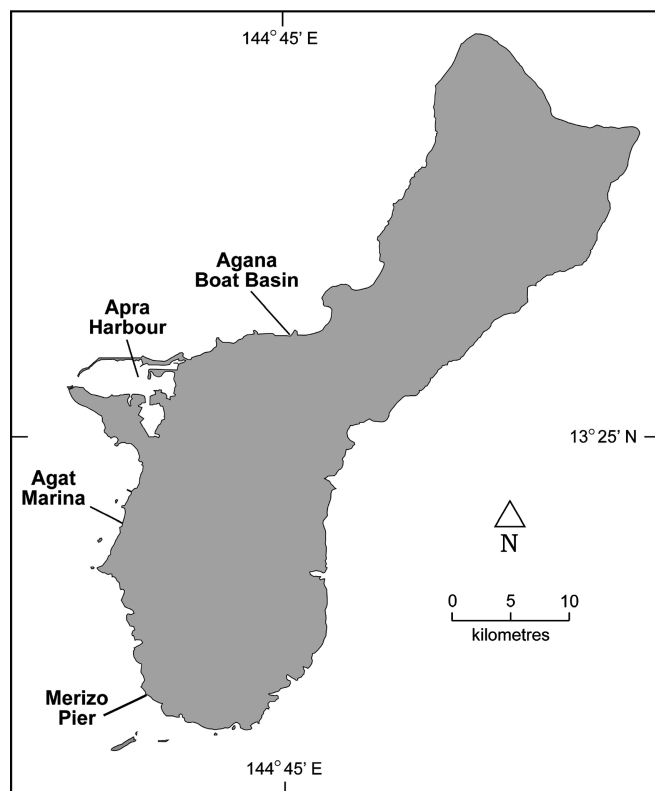 144°45' E
Agana
Boat Basin
Apra
Harbour
13°25' N
Agat
Marina
N
0 5 10
kilometres
Merizo
Pier
144°45' E